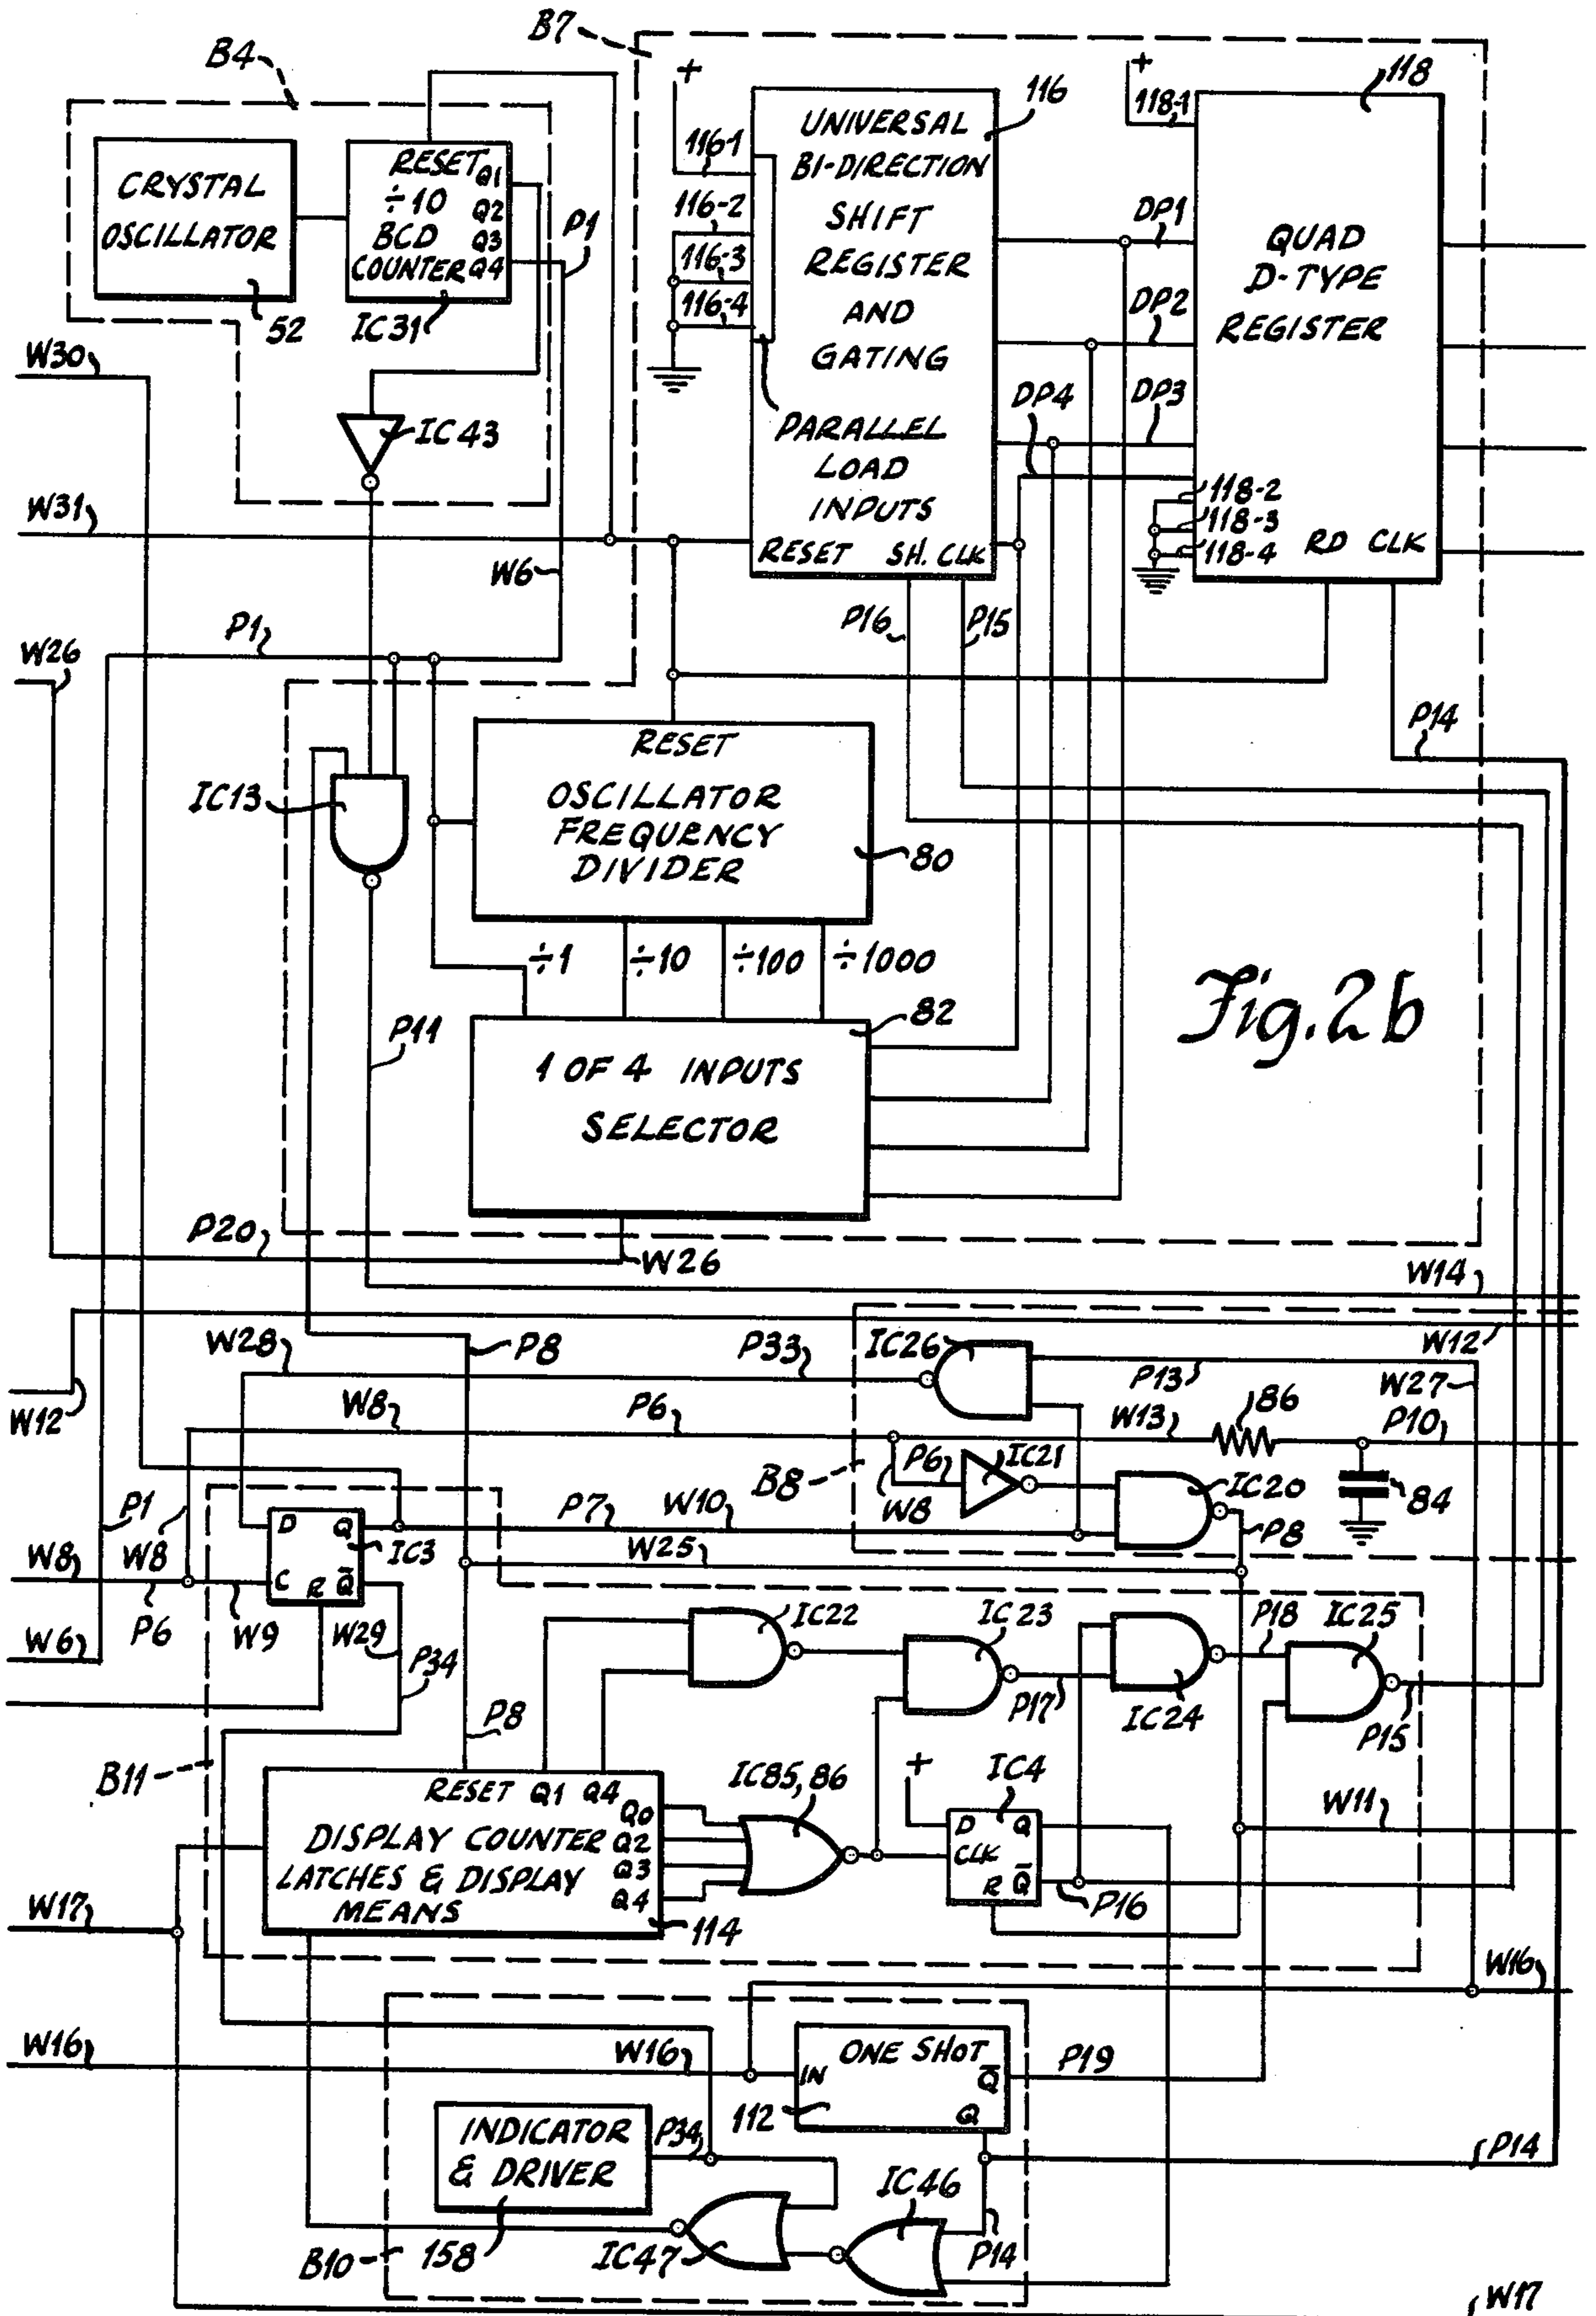 B7
B4
+
116
+
118
118-1
CRYSTAL
OSCILLATOR
52
RESET
Q1
÷10
Q2
BCD
Q3
COUNTER
Q4
IC31
P1
116-1
116-2
116-3
116-4
UNIVERSAL
BI-DIRECTION
SHIFT
REGISTER
AND
GATING
PARALLEL
LOAD
INPUTS
RESET SH. CLK
DP1
DP2
DP3
DP4
QUAD
D-TYPE
REGISTER
118-2
118-3
118-4
RD CLK
W30
IC43
W31
W6
P1
W26
P16
P15
P14
IC13
RESET
OSCILLATOR
FREQUENCY
DIVIDER
80
÷1
÷10
÷100
÷1000
82
P11
1 OF 4 INPUTS
SELECTOR
Fig. 2b
P20
W26
W14
W12
W28
P8
P33
IC26
P13
W27
W12
W8
P6
W13
86
P10
B8
P6
W8
IC21
IC20
84
P1
W8
D Q
IC3
P7
W10
P8
W25
W8
P6
C R Q̅
W9
W6
W29
P34
P8
IC22
IC23
P17
IC24
P18
IC25
P15
B11
RESET Q1 Q4
Q0
DISPLAY COUNTER
Q2
LATCHES & DISPLAY
Q3
MEANS
Q4
114
IC85,86
+
IC4
D Q
CLK
R Q̅
P16
W11
W17
W16
W16
W16
ONE SHOT
IN
Q̅
Q
112
P19
INDICATOR
& DRIVER
158
P34
P14
IC46
P14
IC47
B10
W17